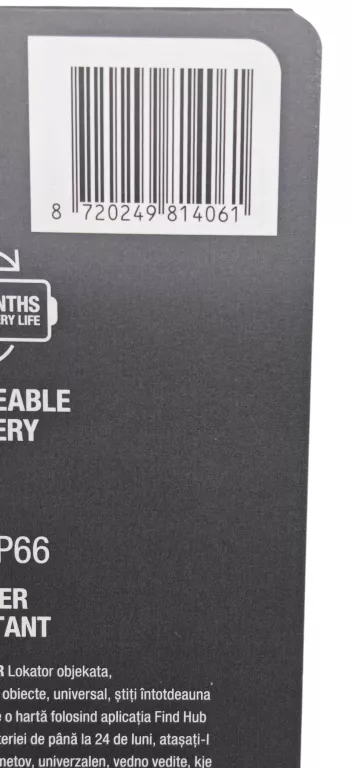 8 720249 814061
NTHS
RY LIFE
EABLE
ERY
P66
ER
TANT
R Lokator objekata,
obiecte, universal, știți întotdeauna
e o hartă folosind aplicația Find Hub
teriei de până la 24 de luni, atașați-l
metov, univerzalen, vedno vedite, kje